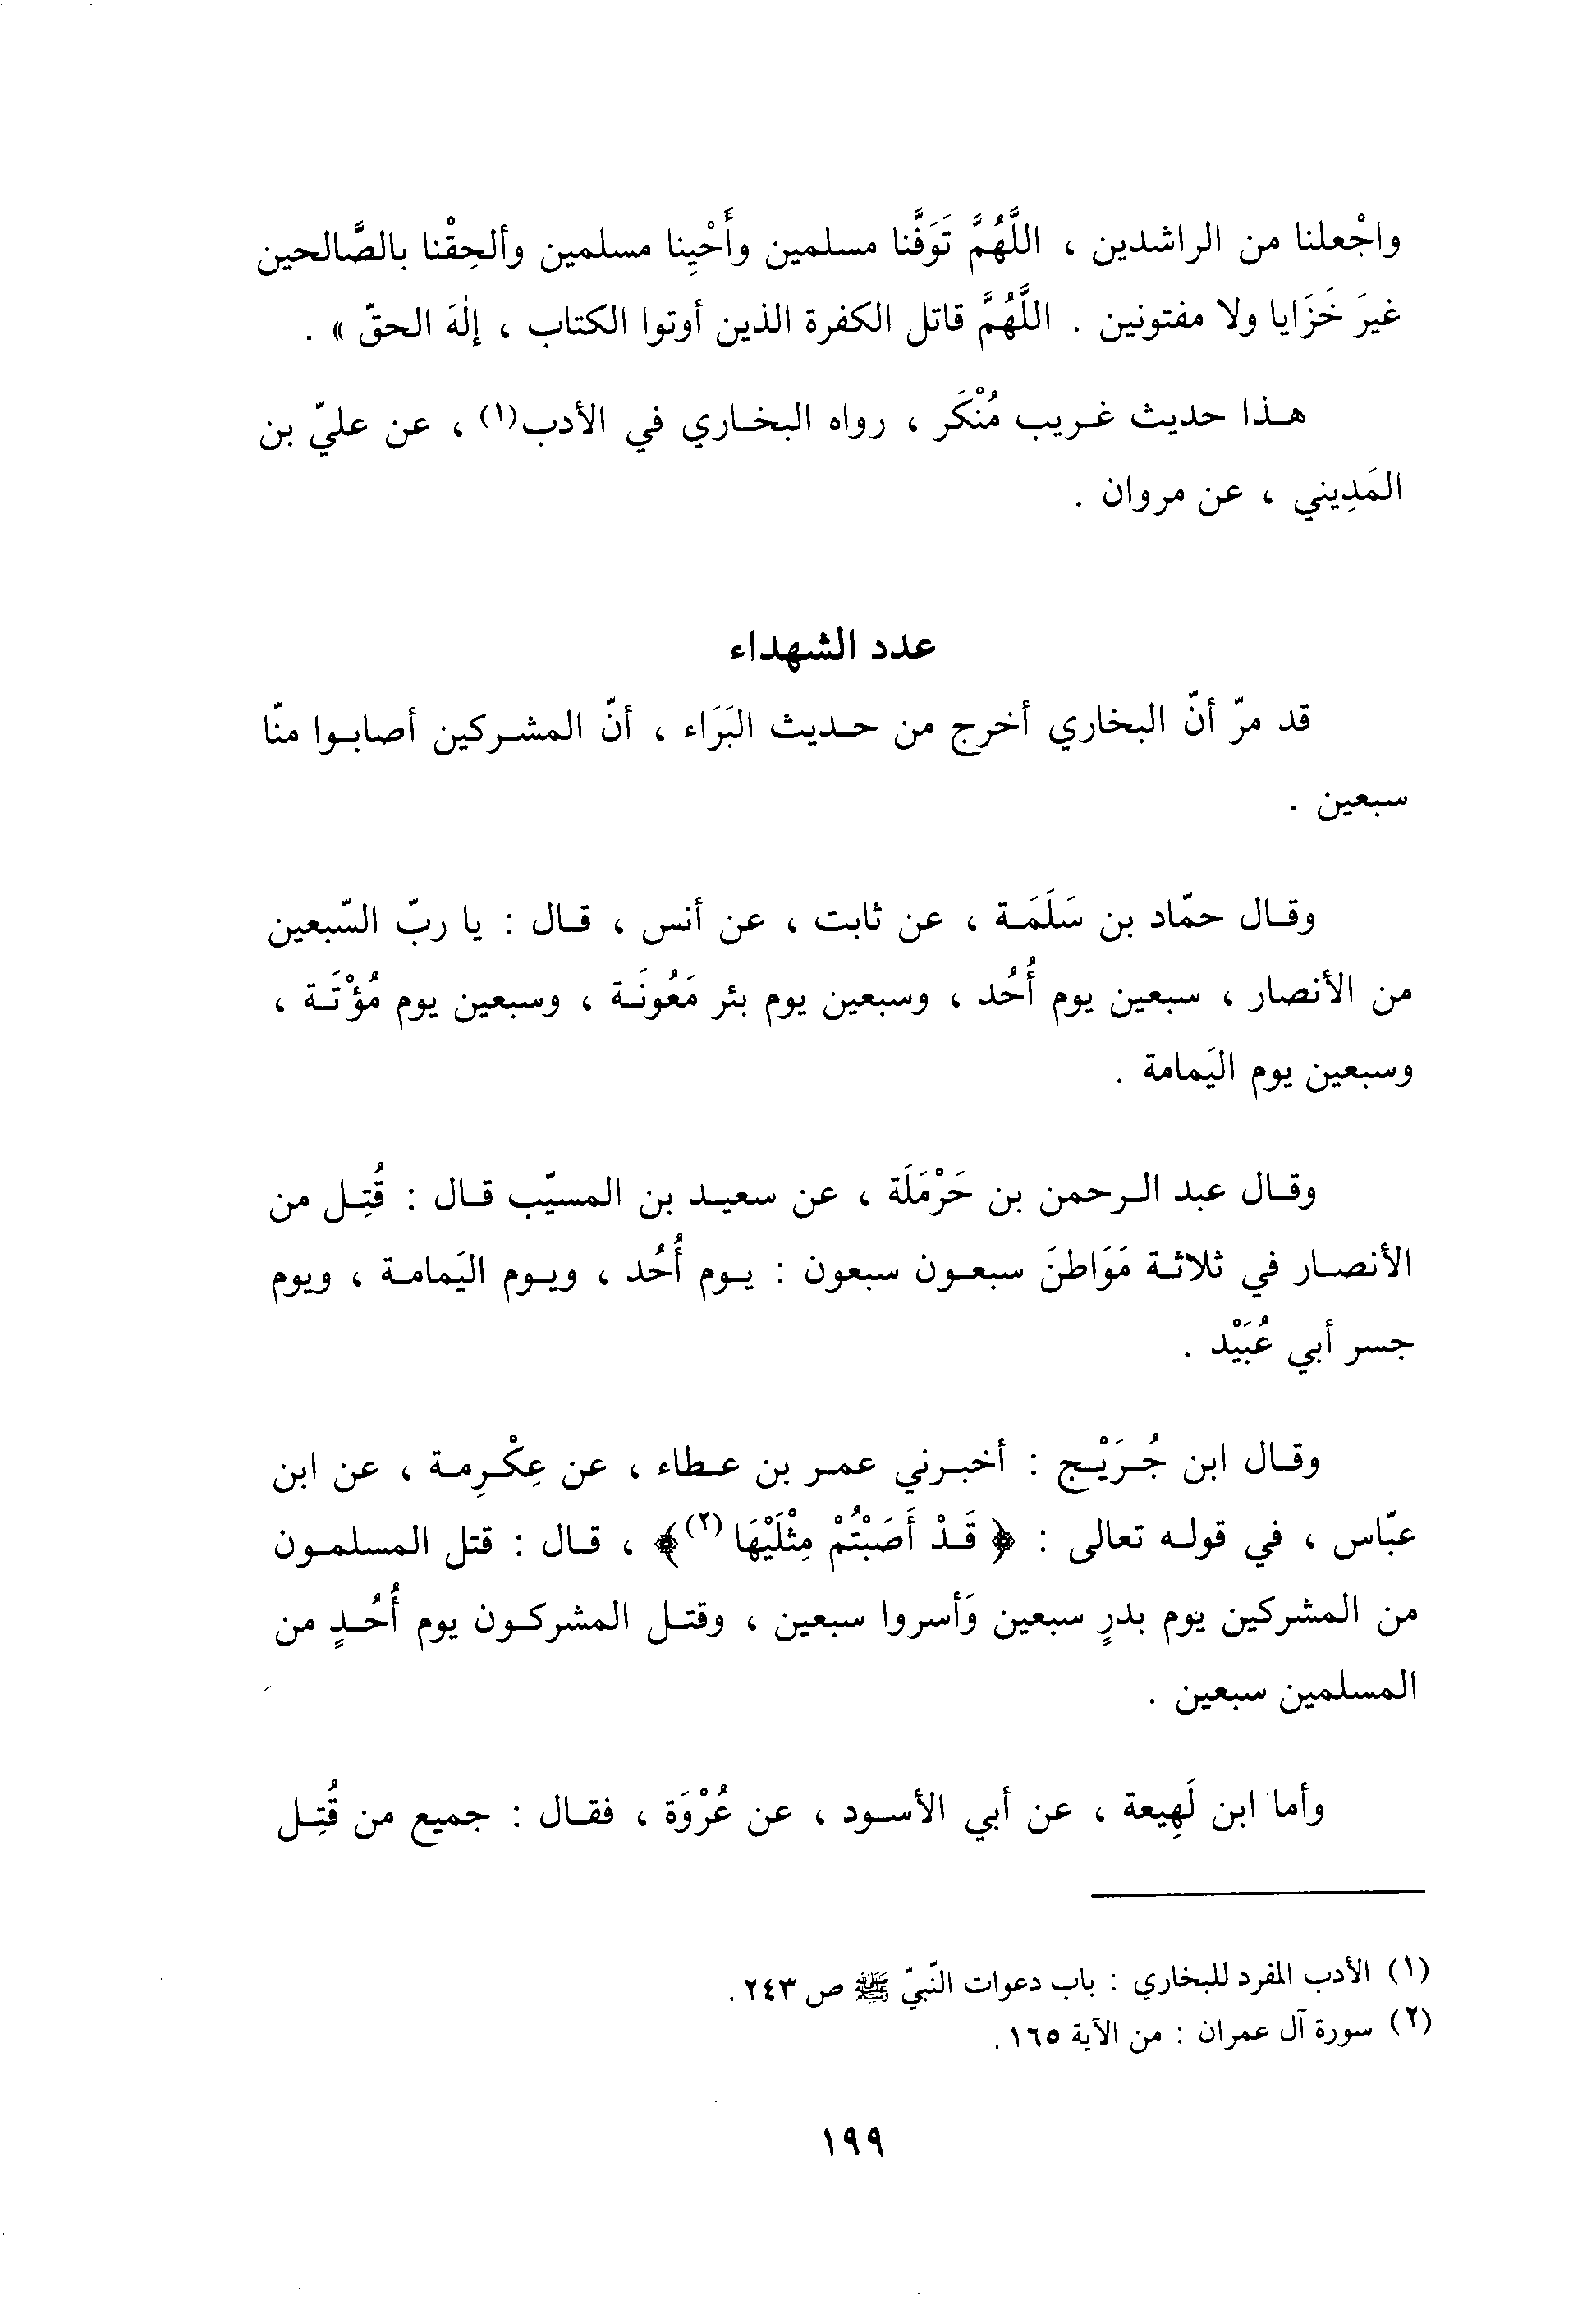 واجْعلنا من الراشدين ، اللَّهُمَّ تَوَفَّنا مسلمين وأَحْيِنا مسلمين وألحِقْنا بالصَّالحين
غيرَ خَزَايا ولا مفتونين . اللَّهُمَّ قاتل الكفرة الذين أوتوا الكتاب ، إلٰهَ الحقّ » .
هـذا حديث غـريب مُنْكَر ، رواه البخـاري في الأدب(١) ، عن عليّ بن
المَدِيني ، عن مروان .
عدد الشهداء
قد مرّ أنّ البخاري أخرج من حـديث البَرَاء ، أنّ المشـركين أصابـوا منّا
سبعين .
وقـال حمّاد بن سَلَمَـة ، عن ثابت ، عن أنس ، قـال : يا ربّ السّبعين
من الأنصار ، سبعين يوم أُحُد ، وسبعين يوم بئر مَعُونَـة ، وسبعين يوم مُؤْتَـة ،
وسبعين يوم اليَمامة .
وقـال عبد الـرحمن بن حَرْمَلَة ، عن سعيـد بن المسيّب قـال : قُتِـل من
الأنصـار في ثلاثـة مَوَاطنَ سبعـون سبعون : يـوم أُحُد ، ويـوم اليَمامـة ، ويوم
جسر أبي عُبَيْد .
وقـال ابن جُـرَيْـج : أخبـرني عمـر بن عـطاء ، عن عِكْـرِمـة ، عن ابن
عبّاس ، في قولـه تعالى : ﴿ قَـدْ أَصَبْتُمْ مِثْلَيْهَا (٢)﴾ ، قـال : قتل المسلمـون
من المشركين يوم بدرٍ سبعين وَأسروا سبعين ، وقتـل المشركـون يوم أُحُـدٍ من
المسلمين سبعين .
وأما ابن لَهِيعة ، عن أبي الأسـود ، عن عُرْوَة ، فقـال : جميع من قُتِـل
(١) الأدب المفرد للبخاري : باب دعوات النّبيّ ﷺ ص ٢٤٣ .
(٢) سورة آل عمران : من الآية ١٦٥ .
١٩٩